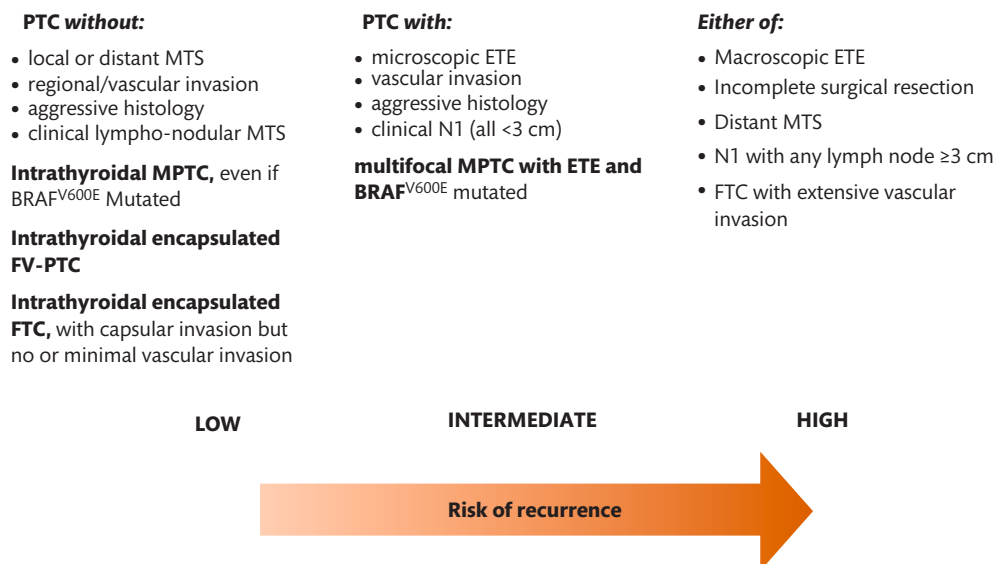 PTC without:
• local or distant MTS
• regional/vascular invasion
• aggressive histology
• clinical lympho-nodular MTS
Intrathyroidal MPTC, even if
BRAFV600E Mutated
Intrathyroidal encapsulated
FV-PTC
Intrathyroidal encapsulated
FTC, with capsular invasion but
no or minimal vascular invasion
PTC with:
• microscopic ETE
• vascular invasion
• aggressive histology
• clinical N1 (all <3 cm)
multifocal MPTC with ETE and
BRAFV600E mutated
Either of:
• Macroscopic ETE
• Incomplete surgical resection
• Distant MTS
• N1 with any lymph node ≥3 cm
• FTC with extensive vascular
invasion
LOW
INTERMEDIATE
HIGH
Risk of recurrence